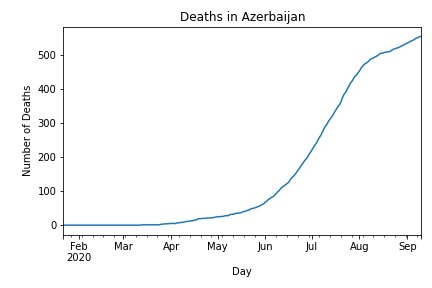 Deaths in Azerbaijan
Number of Deaths
500
400
300
200
100
0
Feb Mar Apr May Jun Jul Aug Sep
2020
Day